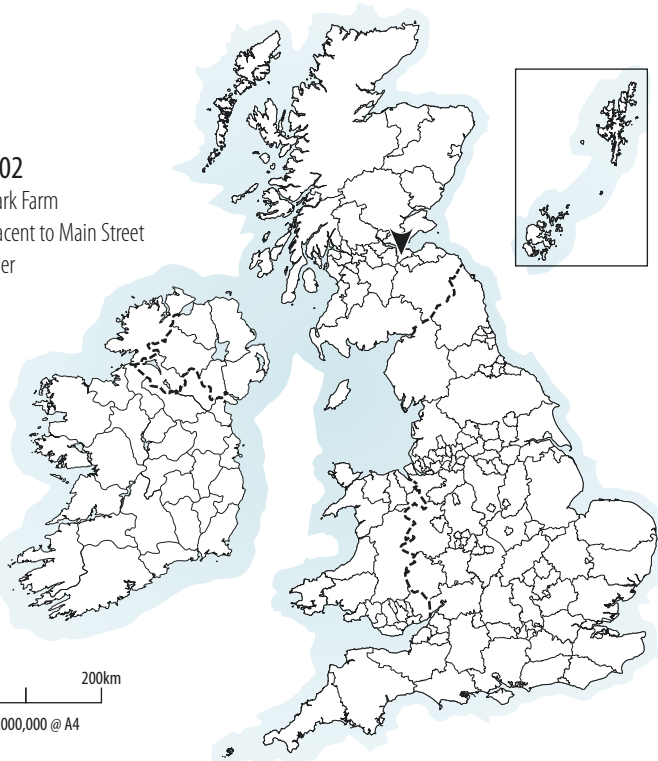 02
ark Farm
acent to Main Street
er
200km
000,000 @ A4